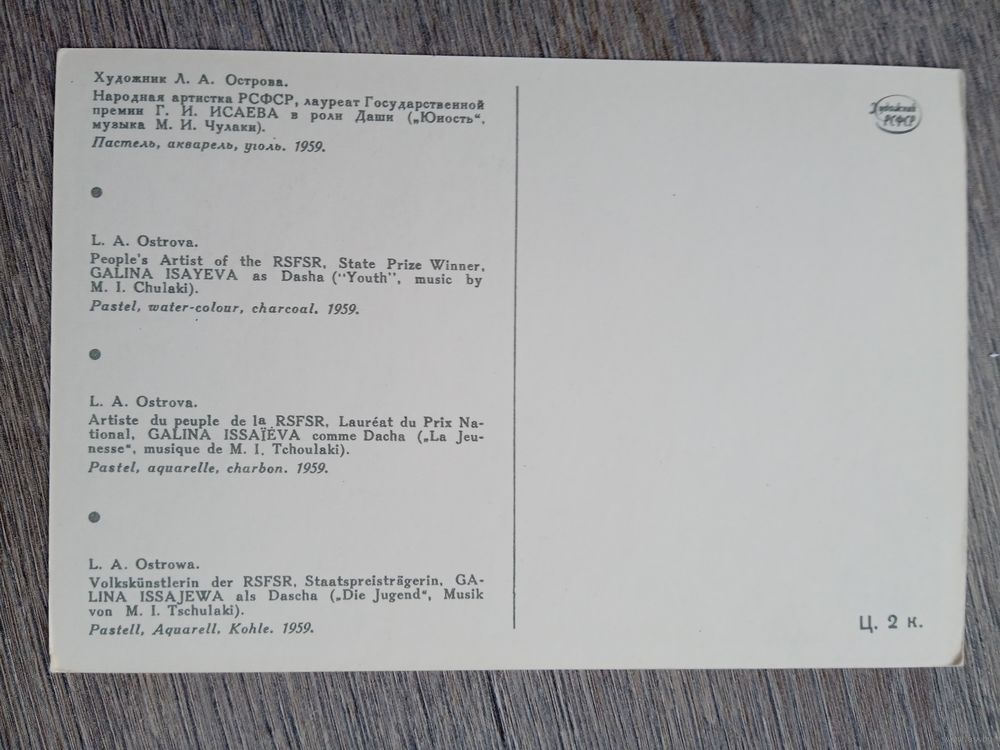 Художник Л. А. Острова.
Народная артистка РСФСР, лауреат Государственной
премии Г. И. ИСАЕВА в роли Даши („Юность“,
музыка М. И. Чулаки).
Пастель, акварель, уголь. 1959.
L. A. Ostrova.
People's Artist of the RSFSR, State Prize Winner,
GALINA ISAYEVA as Dasha (“Youth”, music by
M. I. Chulaki).
Pastel, water-colour, charcoal. 1959.
L. A. Ostrova.
Artiste du peuple de la RSFSR, Lauréat du Prix Na-
tional, GALINA ISSAÏÉVA comme Dacha („La Jeu-
nesse“, musique de M. I. Tchoulaki).
Pastel, aquarelle, charbon. 1959.
L. A. Ostrowa.
Volkskünstlerin der RSFSR, Staatspreisträgerin, GA-
LINA ISSAJEWA als Dascha („Die Jugend“, Musik
von M. I. Tschulaki).
Pastell, Aquarell, Kohle. 1959.
Художник
РСФСР
Ц. 2 к.